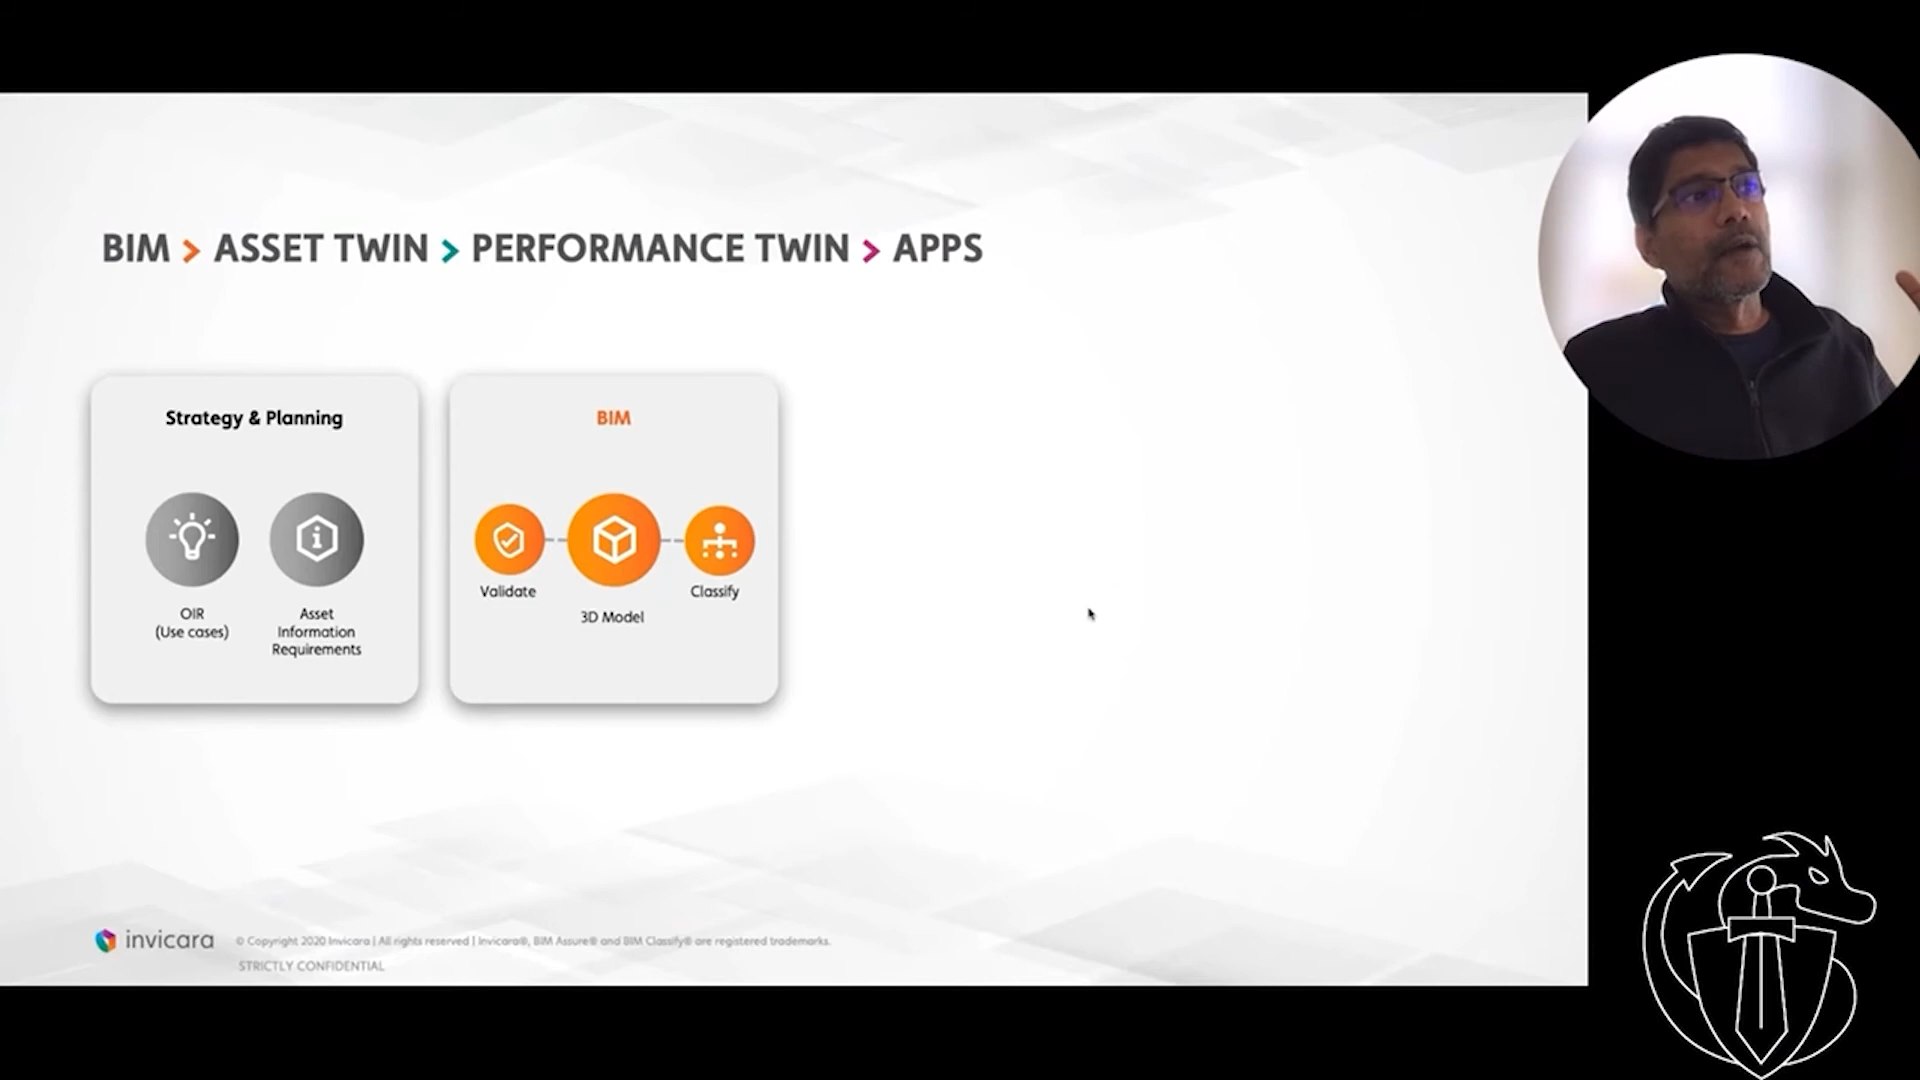 BIM > ASSET TWIN > PERFORMANCE TWIN > APPS
Strategy & Planning
OIR
(Use cases)
Asset
Information
Requirements
BIM
Validate
3D Model
Classify
invicara
© Copyright 2020 Invicara | All rights reserved | Invicara®, BIM Assure® and BIM Classify® are registered trademarks.
STRICTLY CONFIDENTIAL